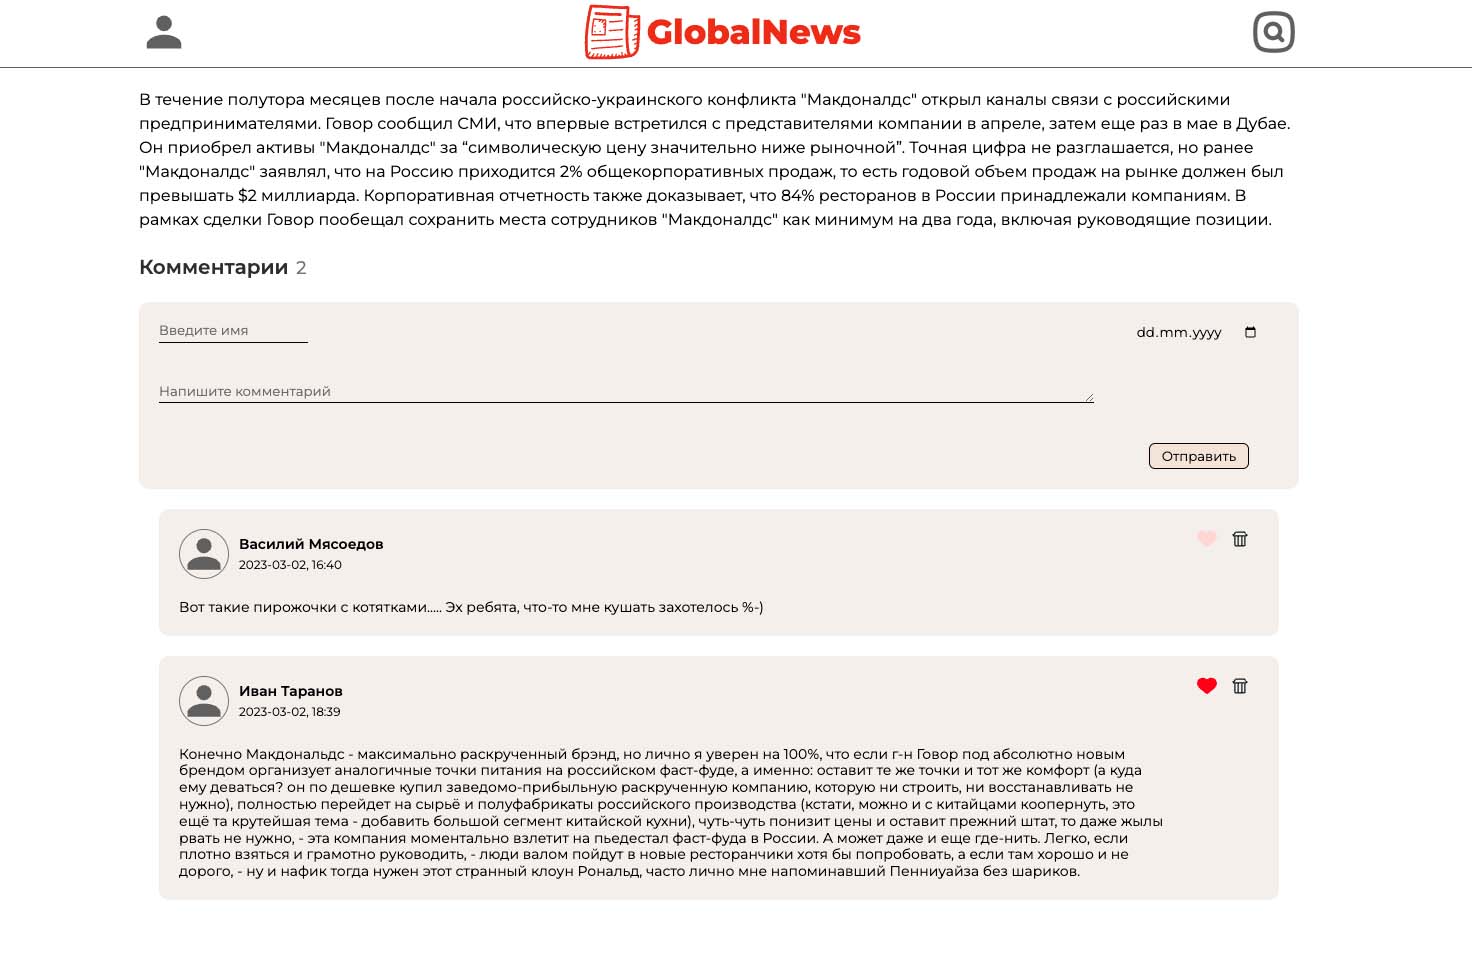 GlobalNews
В течение полутора месяцев после начала российско-украинского конфликта "Макдоналдс" открыл каналы связи с российскими
предпринимателями. Говор сообщил СМИ, что впервые встретился с представителями компании в апреле, затем еще раз в мае в Дубае.
Он приобрел активы "Макдоналдс" за “символическую цену значительно ниже рыночной”. Точная цифра не разглашается, но ранее
"Макдоналдс" заявлял, что на Россию приходится 2% общекорпоративных продаж, то есть годовой объем продаж на рынке должен был
превышать $2 миллиарда. Корпоративная отчетность также доказывает, что 84% ресторанов в России принадлежали компаниям. В
рамках сделки Говор пообещал сохранить места сотрудников "Макдоналдс" как минимум на два года, включая руководящие позиции.
Комментарии 2
Введите имя
dd.mm.yyyy
Напишите комментарий
Отправить
Василий Мясоедов
2023-03-02, 16:40
Вот такие пирожочки с котятками..... Эх ребята, что-то мне кушать захотелось %-)
Иван Таранов
2023-03-02, 18:39
Конечно Макдональдс - максимально раскрученный брэнд, но лично я уверен на 100%, что если г-н Говор под абсолютно новым
брендом организует аналогичные точки питания на российском фаст-фуде, а именно: оставит те же точки и тот же комфорт (а куда
ему деваться? он по дешевке купил заведомо-прибыльную раскрученную компанию, которую ни строить, ни восстанавливать не
нужно), полностью перейдет на сырьё и полуфабрикаты российского производства (кстати, можно и с китайцами коопернуть, это
ещё та крутейшая тема - добавить большой сегмент китайской кухни), чуть-чуть понизит цены и оставит прежний штат, то даже жылы
рвать не нужно, - эта компания моментально взлетит на пьедестал фаст-фуда в России. А может даже и еще где-нить. Легко, если
плотно взяться и грамотно руководить, - люди валом пойдут в новые ресторанчики хотя бы попробовать, а если там хорошо и не
дорого, - ну и нафик тогда нужен этот странный клоун Рональд, часто лично мне напоминавший Пенниуайза без шариков.